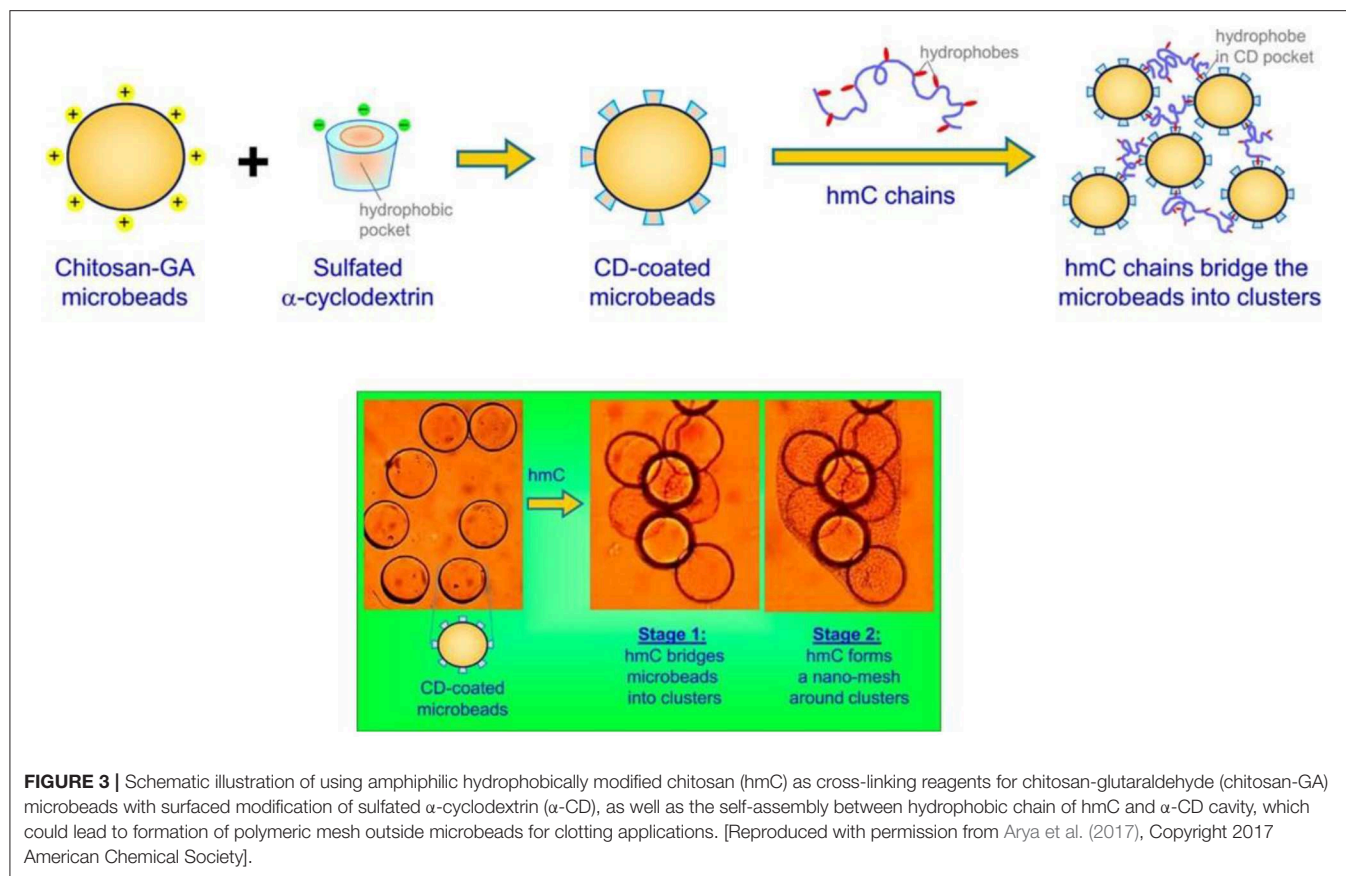 hydrophobes
hydrophobe
in CD pocket
+
+
+
+
+
+
+
+
+
hydrophobic
pocket
hmC chains
Chitosan-GA
microbeads
Sulfated
α-cyclodextrin
CD-coated
microbeads
hmC chains bridge the
microbeads into clusters
hmC
CD-coated
microbeads
Stage 1:
hmC bridges
microbeads
into clusters
Stage 2:
hmC forms
a nano-mesh
around clusters
FIGURE 3 | Schematic illustration of using amphiphilic hydrophobically modified chitosan (hmC) as cross-linking reagents for chitosan-glutaraldehyde (chitosan-GA)
microbeads with surfaced modification of sulfated α-cyclodextrin (α-CD), as well as the self-assembly between hydrophobic chain of hmC and α-CD cavity, which
could lead to formation of polymeric mesh outside microbeads for clotting applications. [Reproduced with permission from Arya et al. (2017), Copyright 2017
American Chemical Society].